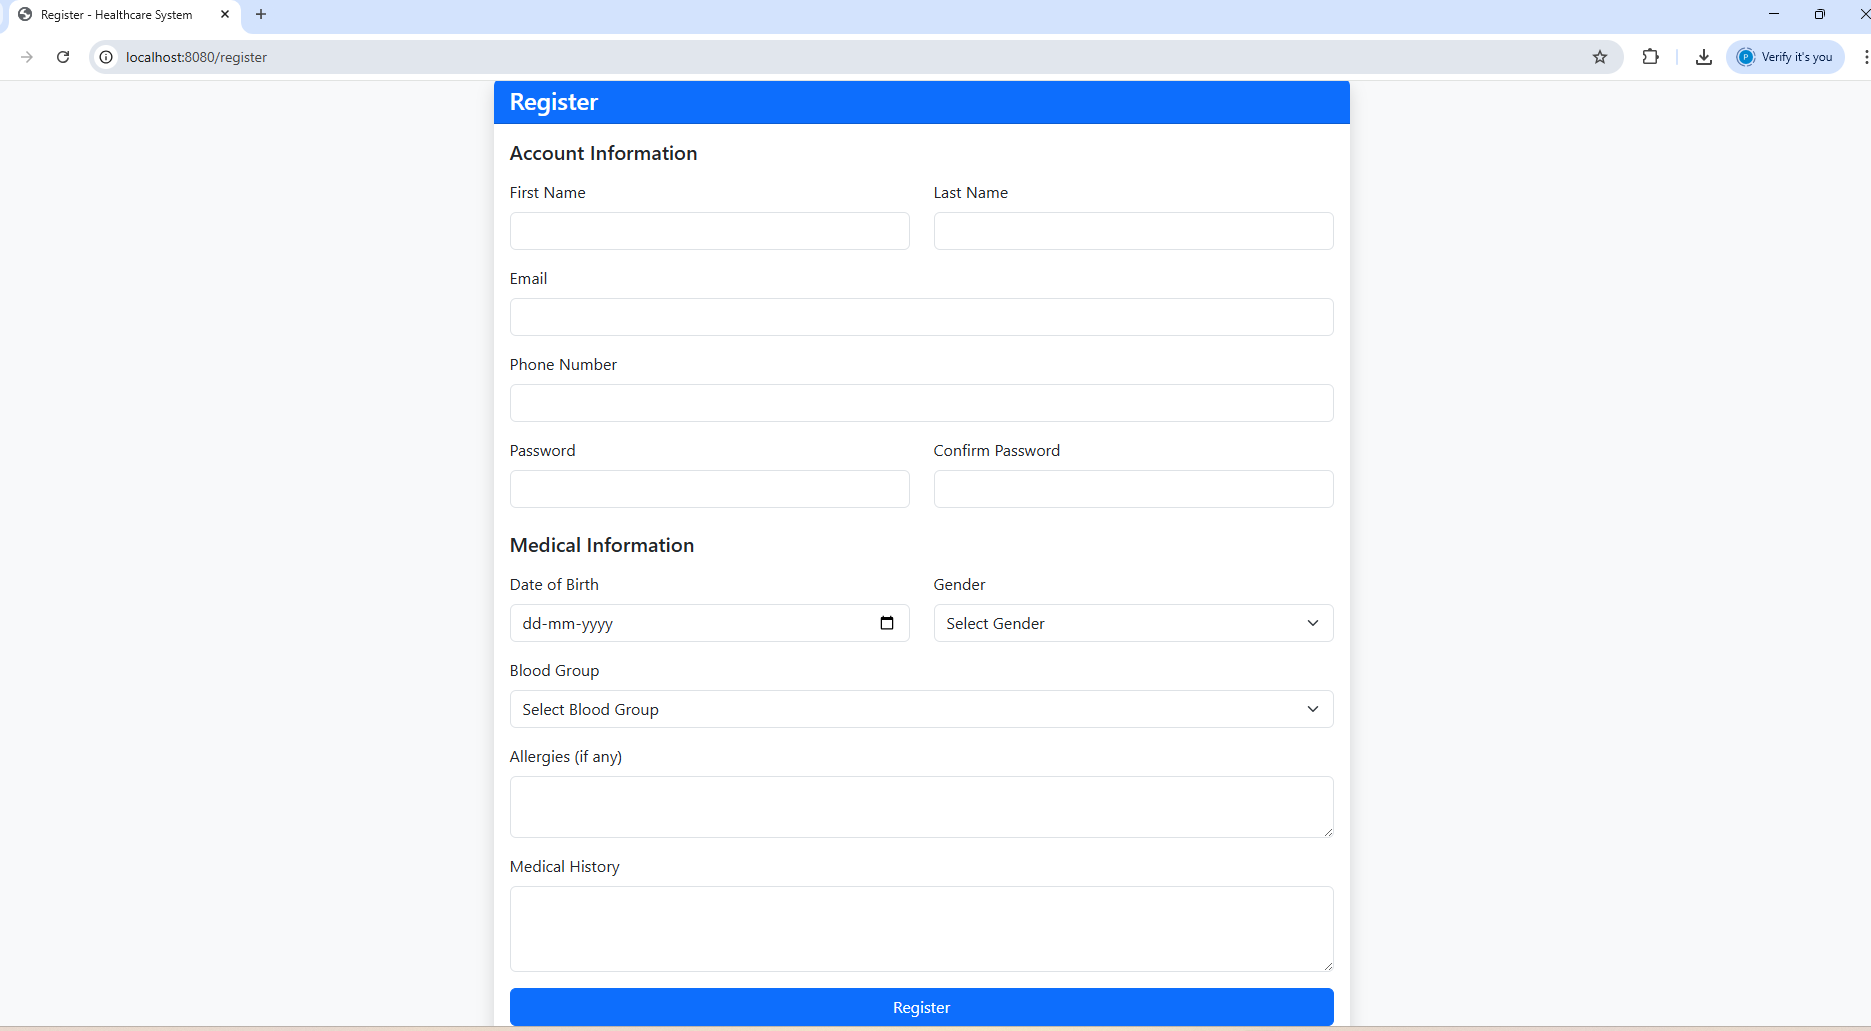 Register - Healthcare System
localhost:8080/register
Verify it's you
Register
Account Information
First Name Last Name
Email
Phone Number
Password Confirm Password
Medical Information
Date of Birth Gender
dd-mm-yyyy Select Gender
Blood Group
Select Blood Group
Allergies (if any)
Medical History
Register